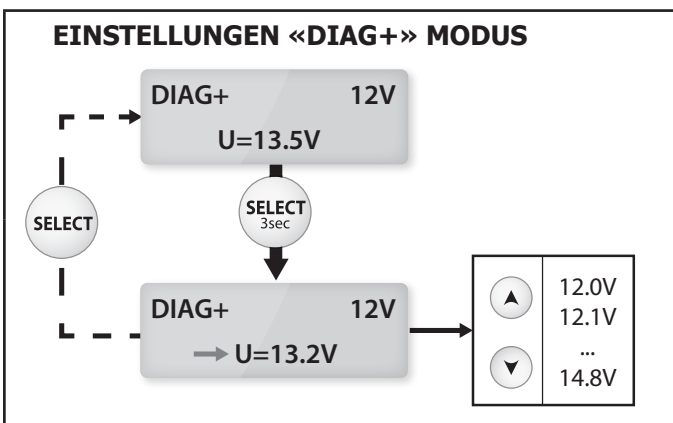 EINSTELLUNGEN «DIAG+» MODUS
DIAG+ 12V
U=13.5V
SELECT
SELECT
3sec
DIAG+ 12V
U=13.2V
12.0V
12.1V
...
14.8V